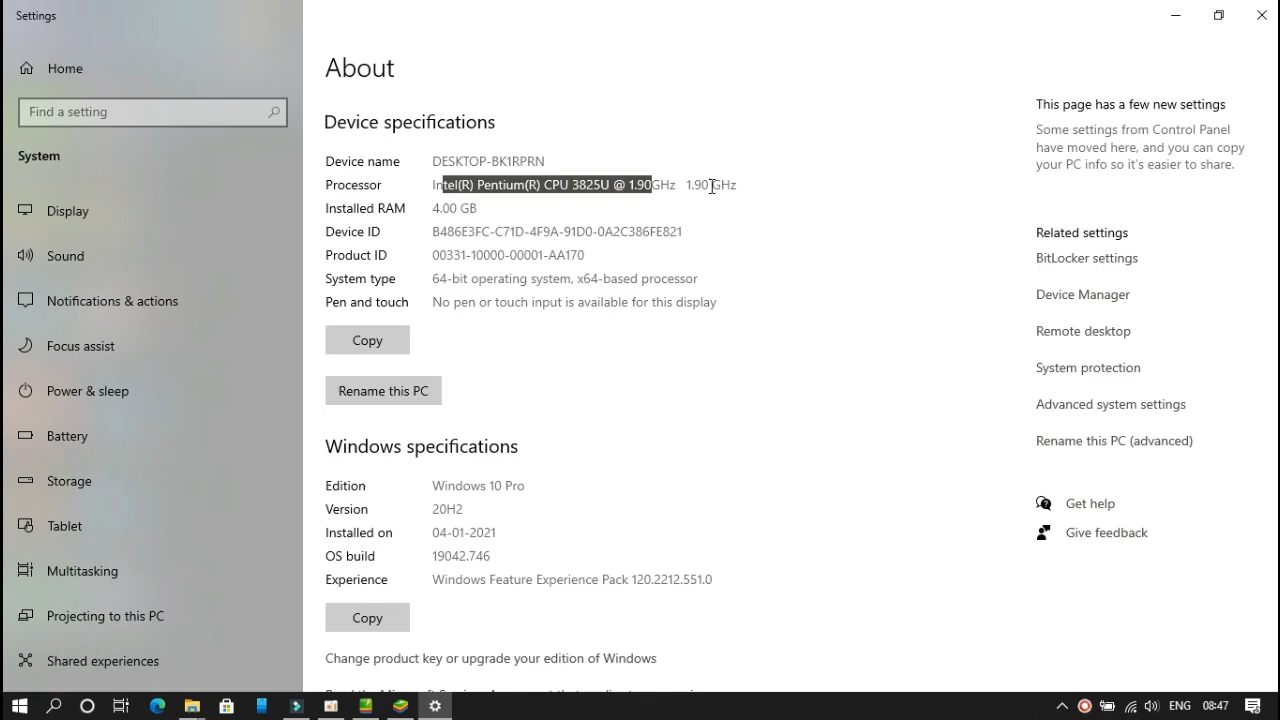 Settings
Home
Find a setting
System
Display
Sound
Notifications & actions
Focus assist
Power & sleep
Battery
Storage
Tablet
Multitasking
Projecting to this PC
Shared experiences
About
Device specifications
Device name DESKTOP-BK1RPRN
Processor Intel(R) Pentium(R) CPU 3825U @ 1.90GHz 1.90 GHz
Installed RAM 4.00 GB
Device ID B486E3FC-C71D-4F9A-91D0-0A2C386FE821
Product ID 00331-10000-00001-AA170
System type 64-bit operating system, x64-based processor
Pen and touch No pen or touch input is available for this display
Copy
Rename this PC
Windows specifications
Edition Windows 10 Pro
Version 20H2
Installed on 04-01-2021
OS build 19042.746
Experience Windows Feature Experience Pack 120.2212.551.0
Copy
Change product key or upgrade your edition of Windows
This page has a few new settings
Some settings from Control Panel
have moved here, and you can copy
your PC info so it's easier to share.
Related settings
BitLocker settings
Device Manager
Remote desktop
System protection
Advanced system settings
Rename this PC (advanced)
Get help
Give feedback
ENG 08:47